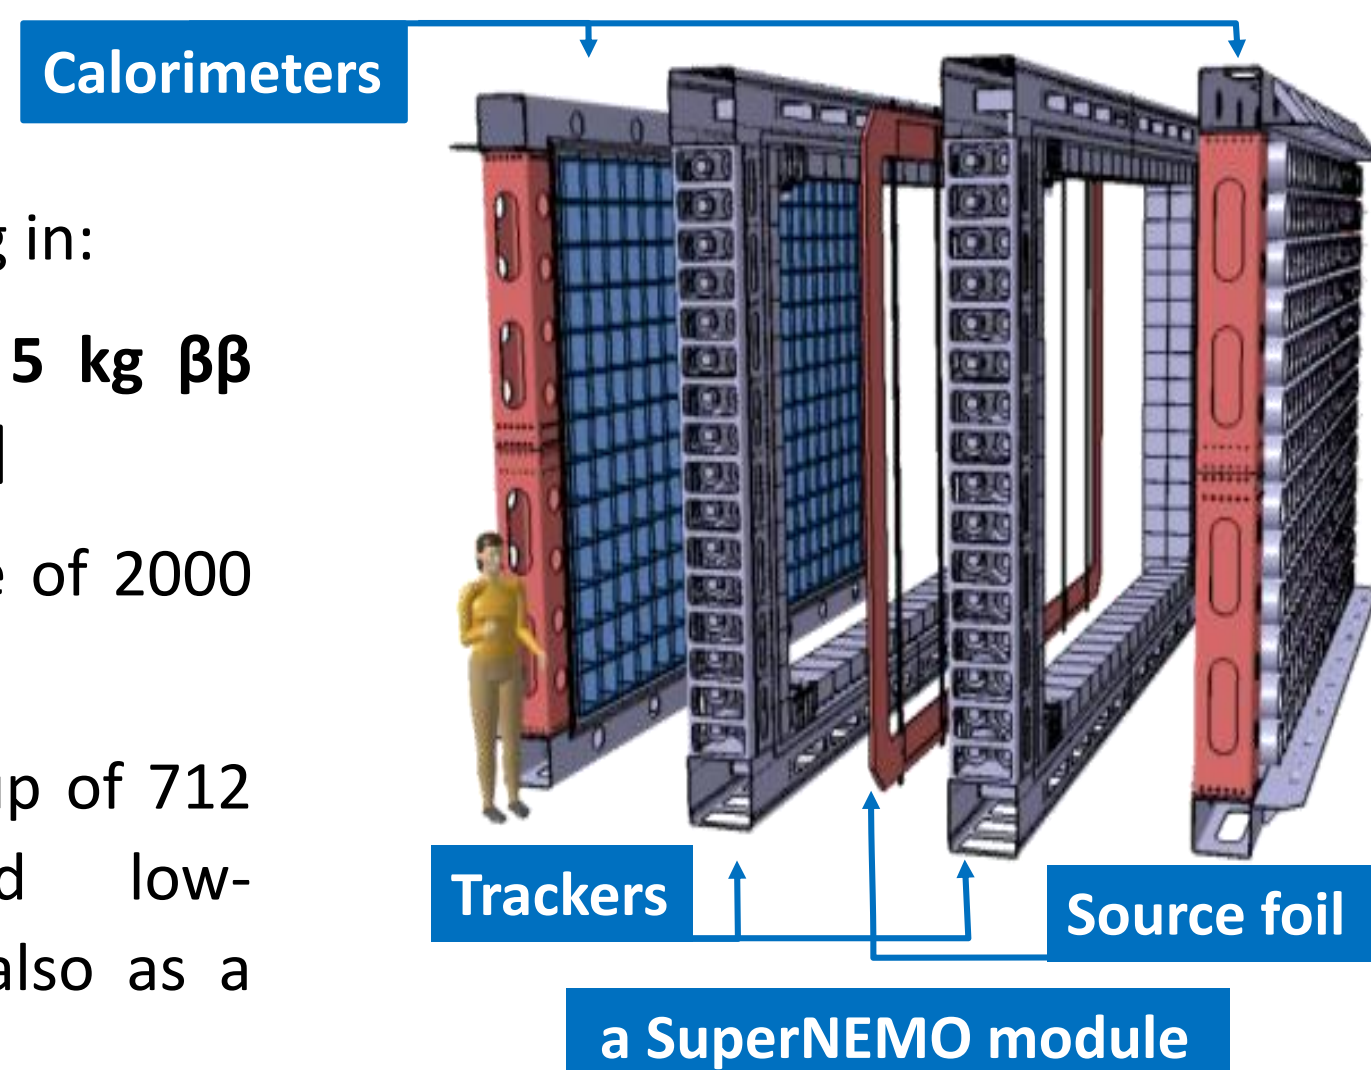 Calorimeters
in:
5 kg ββ
of 2000
of 712
low-
also as a
Trackers
Source foil
a SuperNEMO module